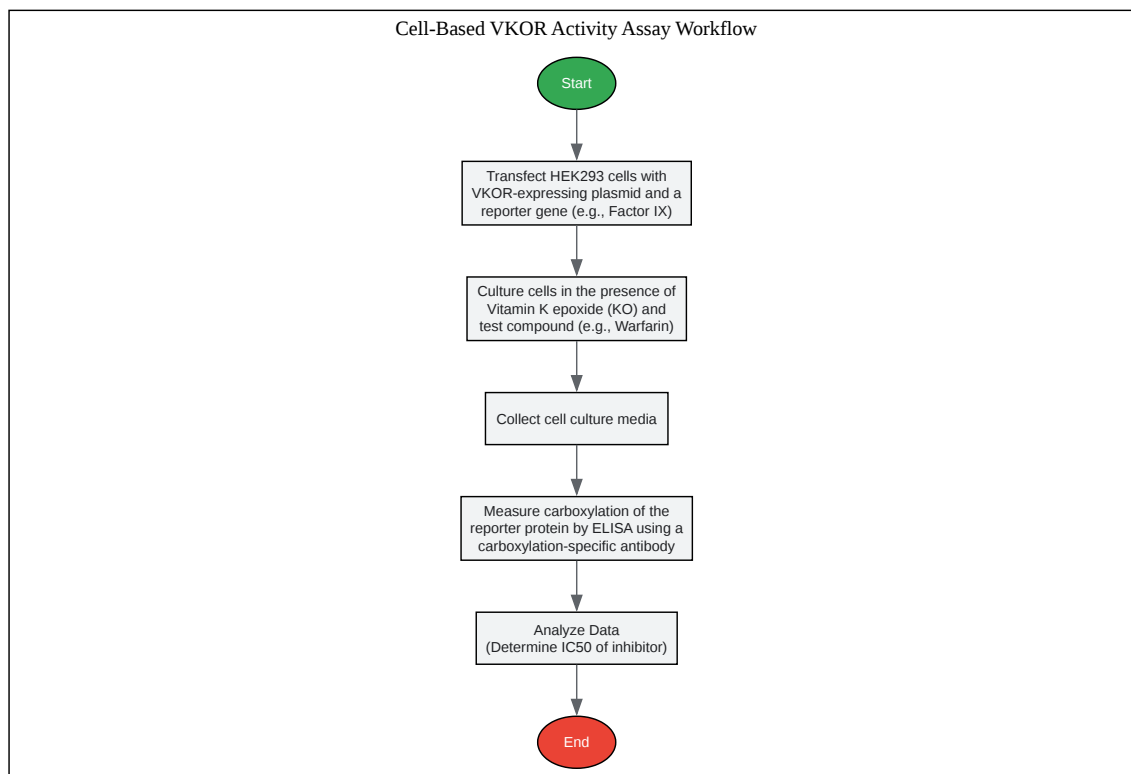 Cell-Based VKOR Activity Assay Workflow
Start
Transfect HEK293 cells with
VKOR-expressing plasmid and a
reporter gene (e.g., Factor IX)
Culture cells in the presence of
Vitamin K epoxide (KO) and
test compound (e.g., Warfarin)
Collect cell culture media
Measure carboxylation of the
reporter protein by ELISA using a
carboxylation-specific antibody
Analyze Data
(Determine IC50 of inhibitor)
End